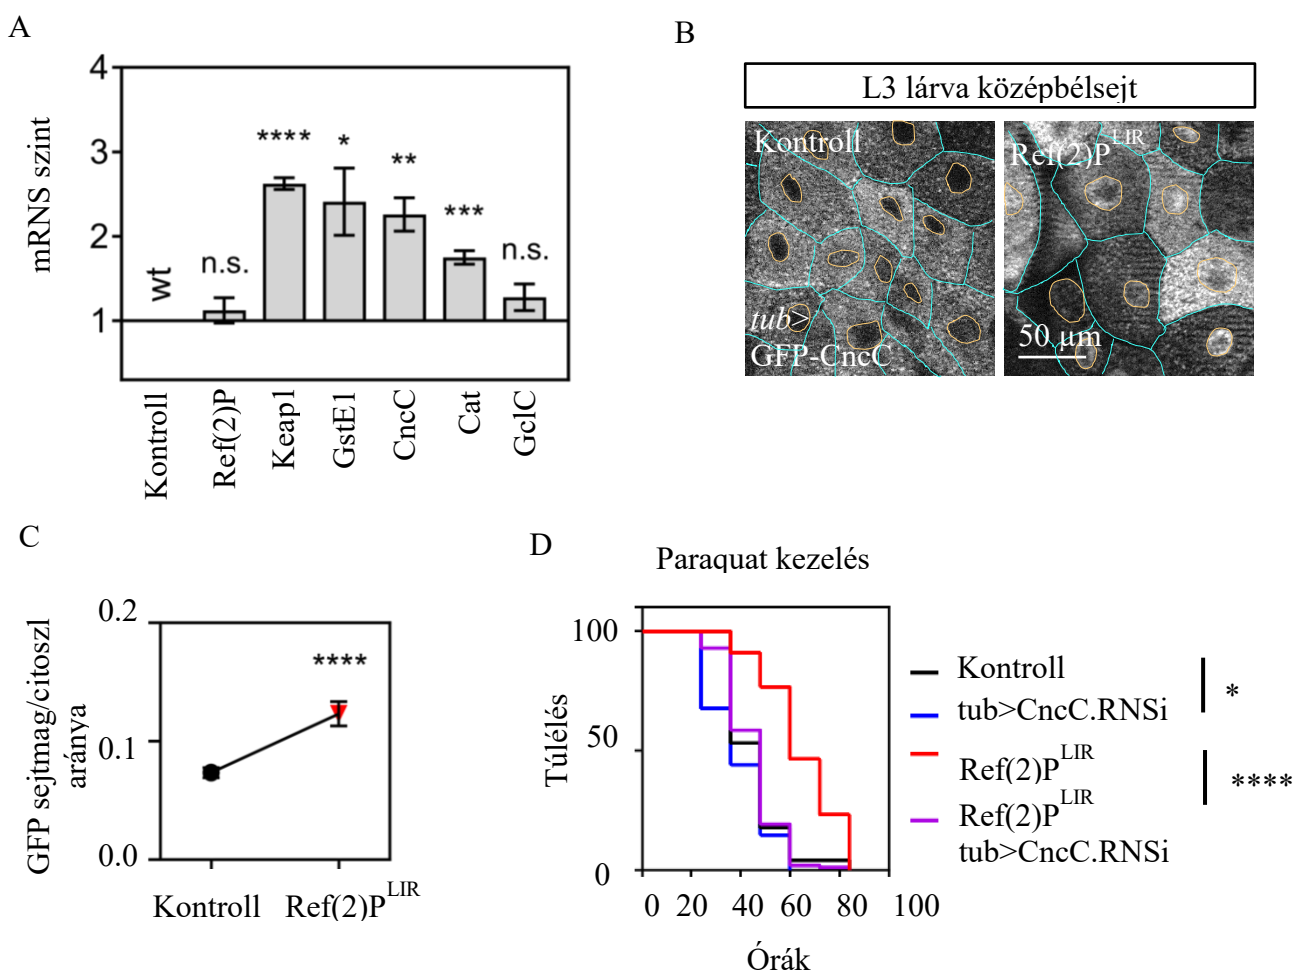 A
mRNS szint
4
3
2
1
wt
n.s.
****
*
**
***
n.s.
Kontroll
Ref(2)P
Keap1
GstE1
CncC
Cat
GclC
B
L3 lárva középbélsejt
Kontroll
tub>
GFP-CncC
Ref(2)P^LIR
50 μm
C
GFP sejtmag/citoszl
aránya
0.2
0.1
0.0
****
Kontroll
Ref(2)P^LIR
D
Paraquat kezelés
Túlélés
100
50
0
0 20 40 60 80 100
Órák
Kontroll
tub>CncC.RNSi
*
Ref(2)P^LIR
Ref(2)P^LIR
tub>CncC.RNSi
****